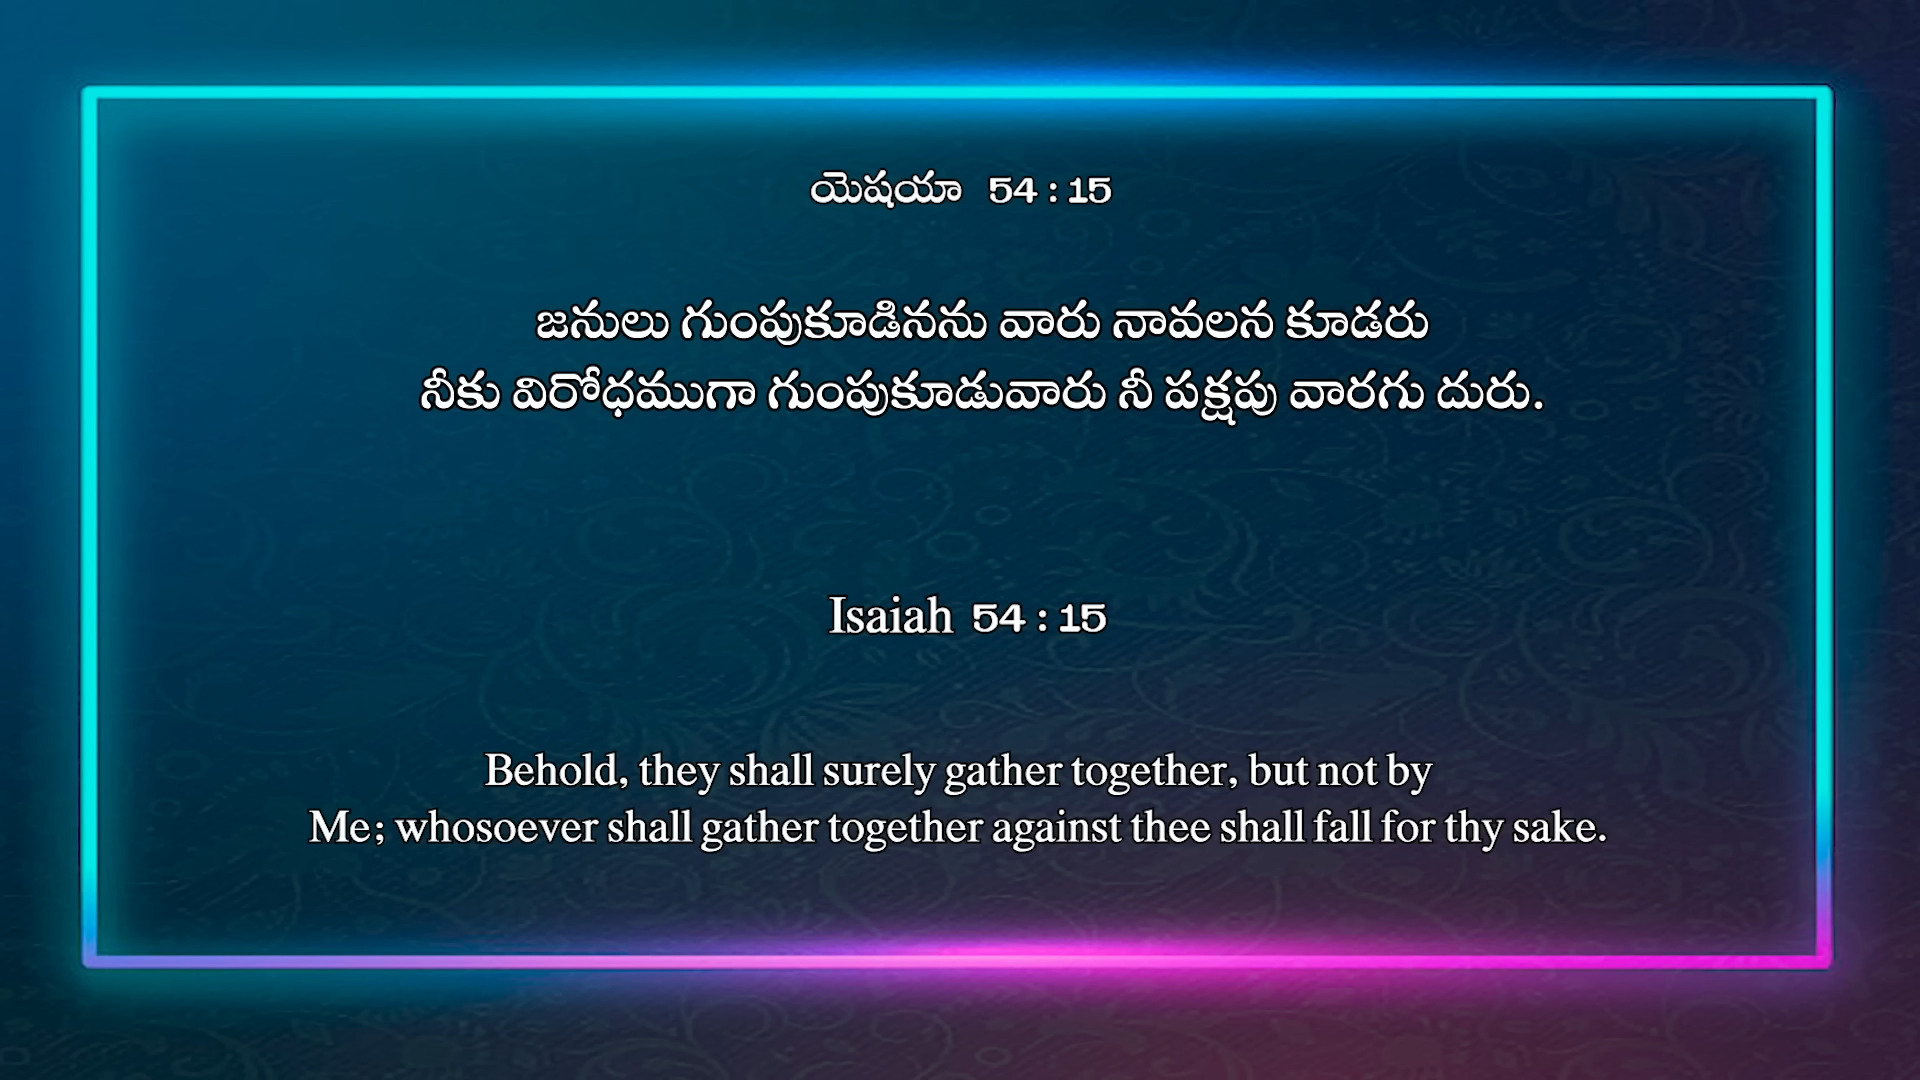 యెషయా 54 : 15
జనులు గుంపుకూడినను వారు నావలన కూడరు
నీకు విరోధముగా గుంపుకూడువారు నీ పక్షపు వారగు దురు.
Isaiah 54 : 15
Behold, they shall surely gather together, but not by
Me; whosoever shall gather together against thee shall fall for thy sake.